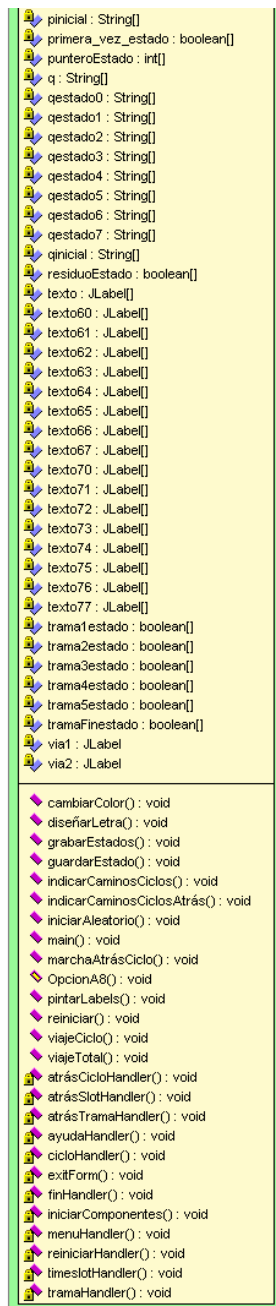 pinicial : String[]
primera_vez_estado : boolean[]
punteroEstado : int[]
q : String[]
qestado0 : String[]
qestado1 : String[]
qestado2 : String[]
qestado3 : String[]
qestado4 : String[]
qestado5 : String[]
qestado6 : String[]
qestado7 : String[]
qinicial : String[]
residuoEstado : boolean[]
texto : JLabel[]
texto60 : JLabel[]
texto61 : JLabel[]
texto62 : JLabel[]
texto63 : JLabel[]
texto64 : JLabel[]
texto65 : JLabel[]
texto66 : JLabel[]
texto67 : JLabel[]
texto70 : JLabel[]
texto71 : JLabel[]
texto72 : JLabel[]
texto73 : JLabel[]
texto74 : JLabel[]
texto75 : JLabel[]
texto76 : JLabel[]
texto77 : JLabel[]
trama1estado : boolean[]
trama2estado : boolean[]
trama3estado : boolean[]
trama4estado : boolean[]
trama5estado : boolean[]
tramaFinestado : boolean[]
via1 : JLabel
via2 : JLabel
cambiarColor() : void
diseñarLetra() : void
grabarEstados() : void
guardarEstado() : void
indicarCaminosCiclos() : void
indicarCaminosCiclosAtrás() : void
iniciarAleatorio() : void
main() : void
marchaAtrásCiclo() : void
OpcionA8() : void
pintarLabels() : void
reiniciar() : void
viajeCiclo() : void
viajeTotal() : void
atrásCicloHandler() : void
atrásSlotHandler() : void
atrásTramaHandler() : void
ayudaHandler() : void
cicloHandler() : void
exitForm() : void
finHandler() : void
iniciarComponentes() : void
menuHandler() : void
reiniciarHandler() : void
timeslotHandler() : void
tramaHandler() : void